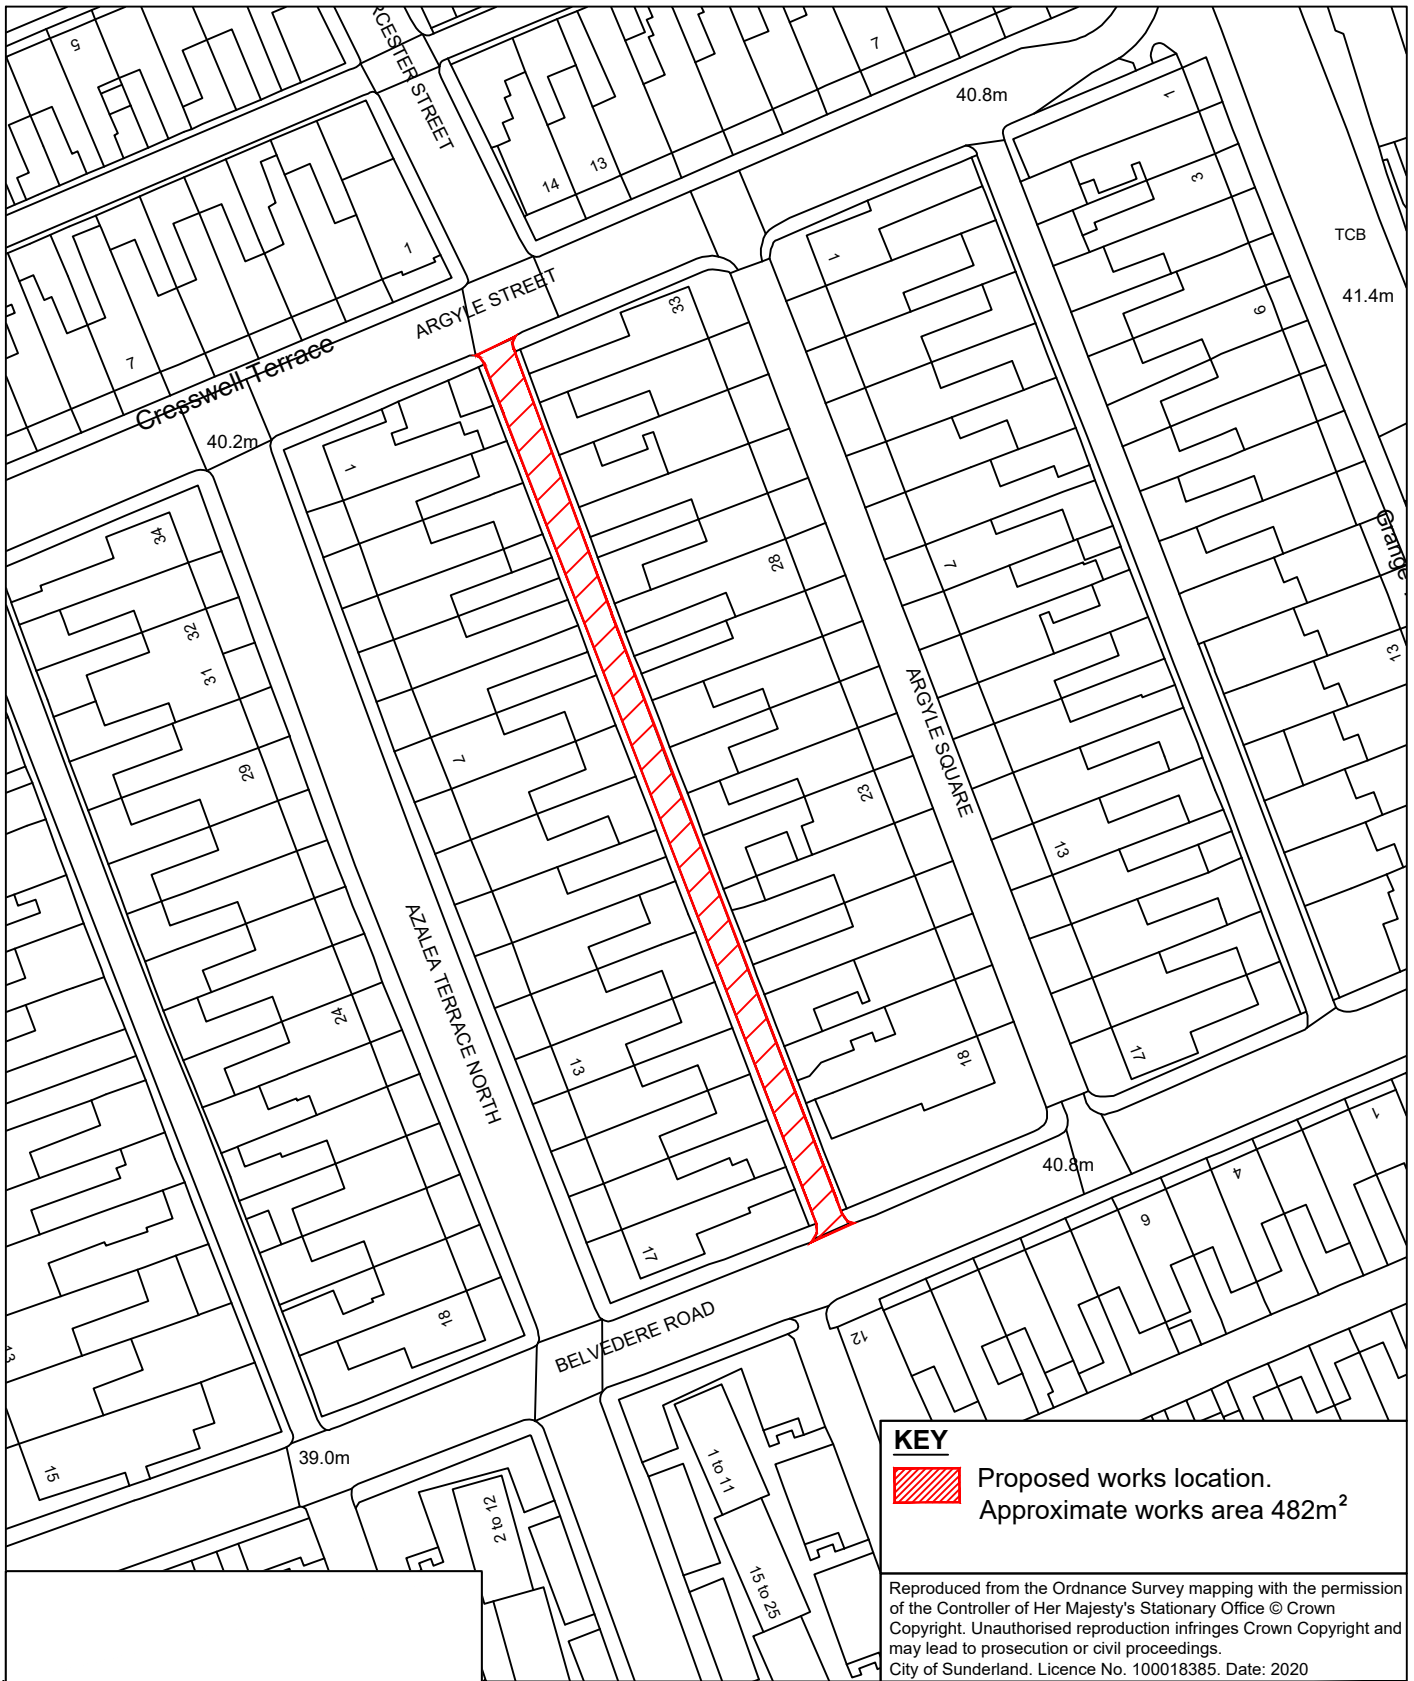 5
RCESTER STREET
7
40.8m
1
14
13
3
1
1
TCB
41.4m
33
6
ARGYLE STREET
7
Cresswell Terrace
40.2m
1
34
28
7
Grange
32
31
13
29
7
ARGYLE SQUARE
23
13
AZALEA TERRACE NORTH
24
13
18
17
1
40.8m
4
6
17
18
BELVEDERE ROAD
12
13
15
39.0m
1 to 11
2 to 12
15 to 25
KEY
Proposed works location.
Approximate works area 482m²
Reproduced from the Ordnance Survey mapping with the permission
of the Controller of Her Majesty's Stationary Office © Crown
Copyright. Unauthorised reproduction infringes Crown Copyright and
may lead to prosecution or civil proceedings.
City of Sunderland. Licence No. 100018385. Date: 2020